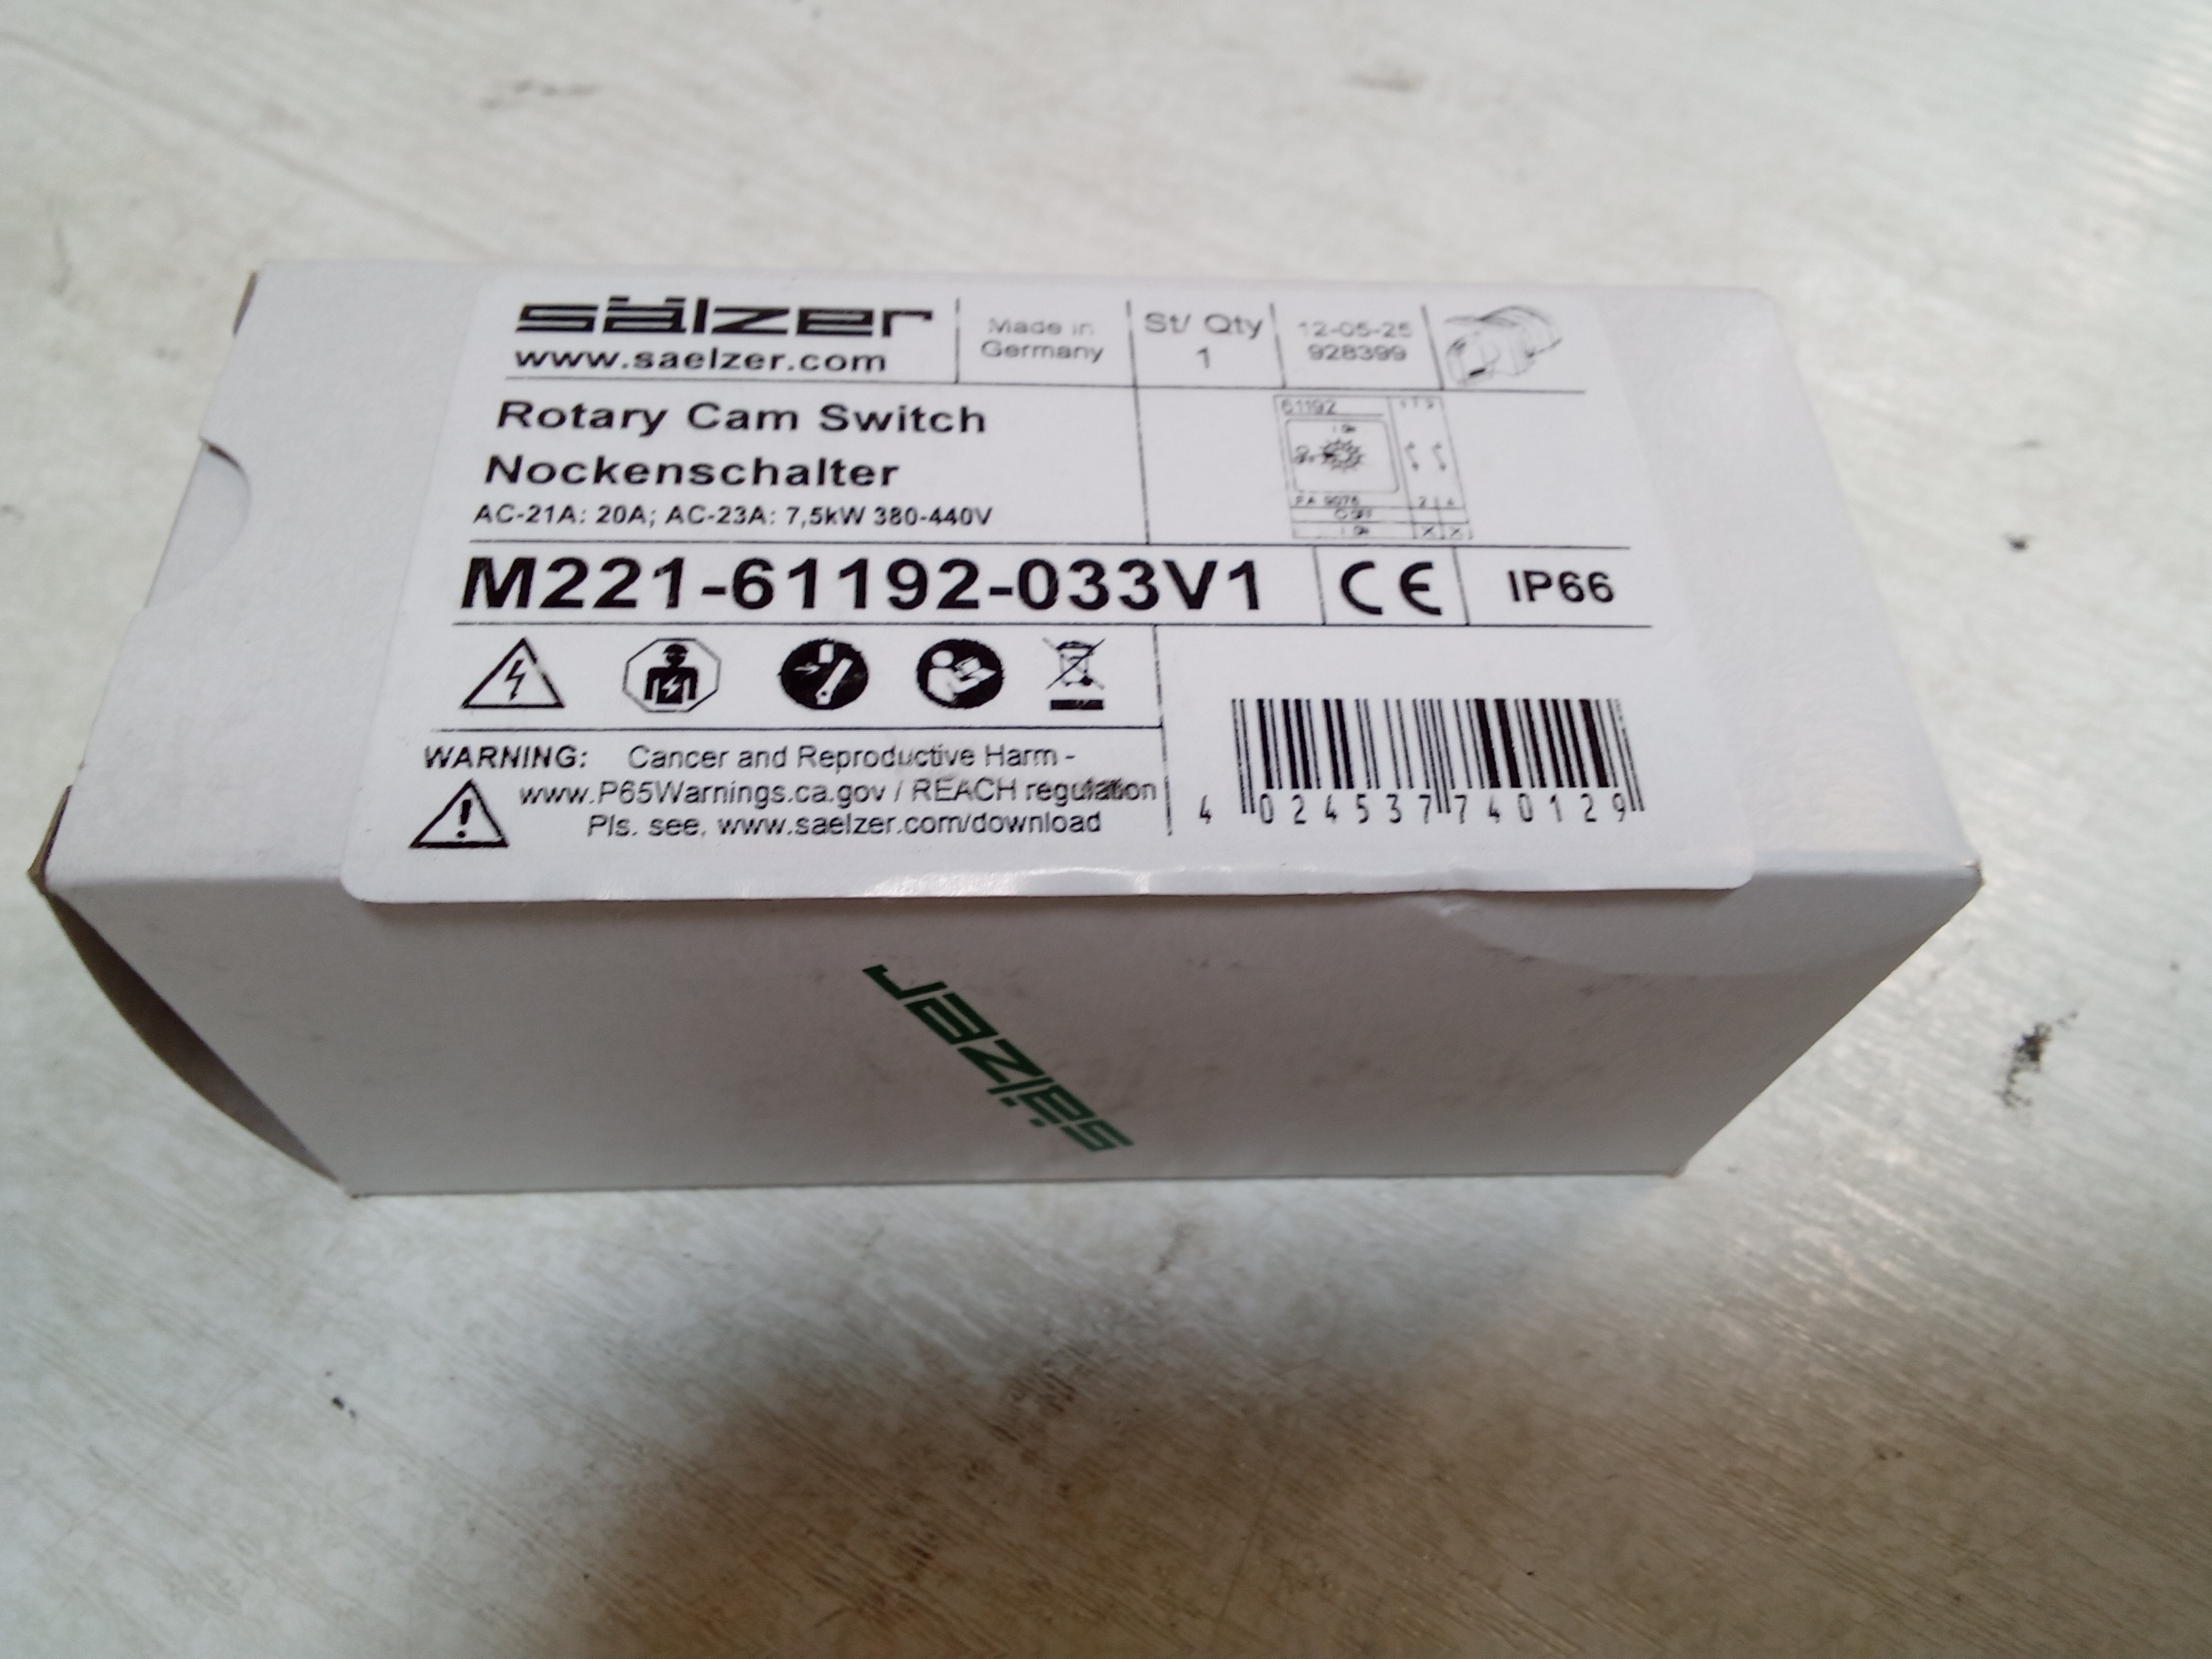 sälzer
www.saelzer.com
Made in
Germany
St/ Qty
1
12-05-25
928399
Rotary Cam Switch
Nockenschalter
AC-21A: 20A; AC-23A: 7,5kW 380-440V
61192
2 4
M221-61192-033V1
CE
IP66
WARNING: Cancer and Reproductive Harm -
www.P65Warnings.ca.gov / REACH regulation
Pls. see. www.saelzer.com/download
4 024537 740129
sälzer